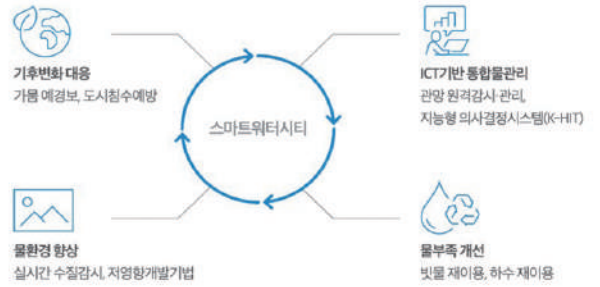 기후변화 대응
가뭄 예경보, 도시침수예방
ICT기반 통합물관리
관망 원격감시·관리,
지능형 의사결정시스템(K-HIT)
스마트워터시티
물환경 향상
실시간 수질감시, 저영향개발기법
물부족 개선
빗물 재이용, 하수 재이용